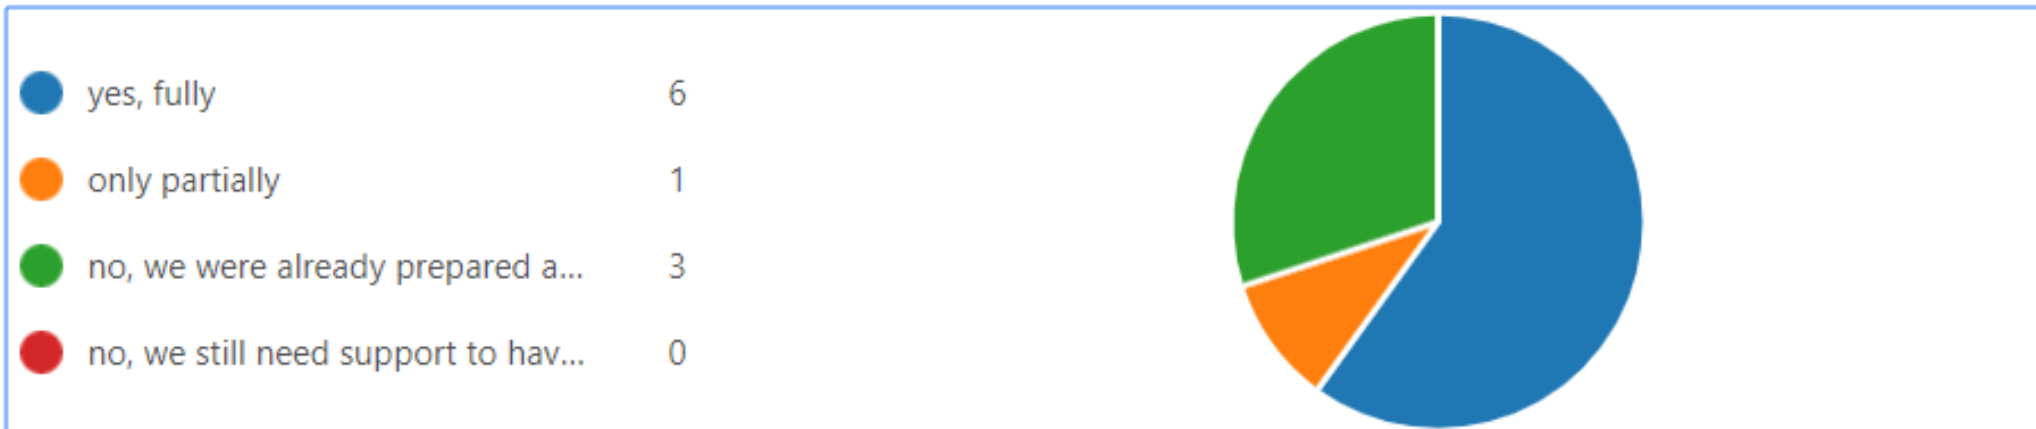 yes, fully 6
only partially 1
no, we were already prepared a... 3
no, we still need support to hav... 0